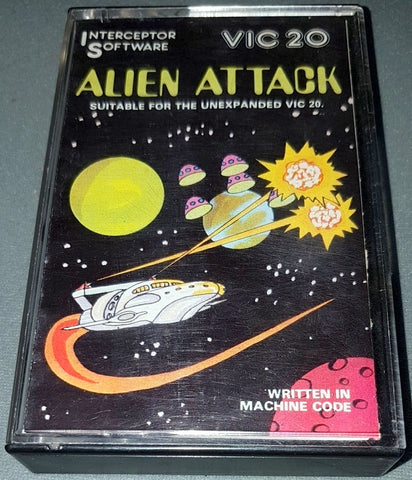 INTERCEPTOR SOFTWARE
VIC 20
ALIEN ATTACK
SUITABLE FOR THE UNEXPANDED VIC 20.
WRITTEN IN
MACHINE CODE